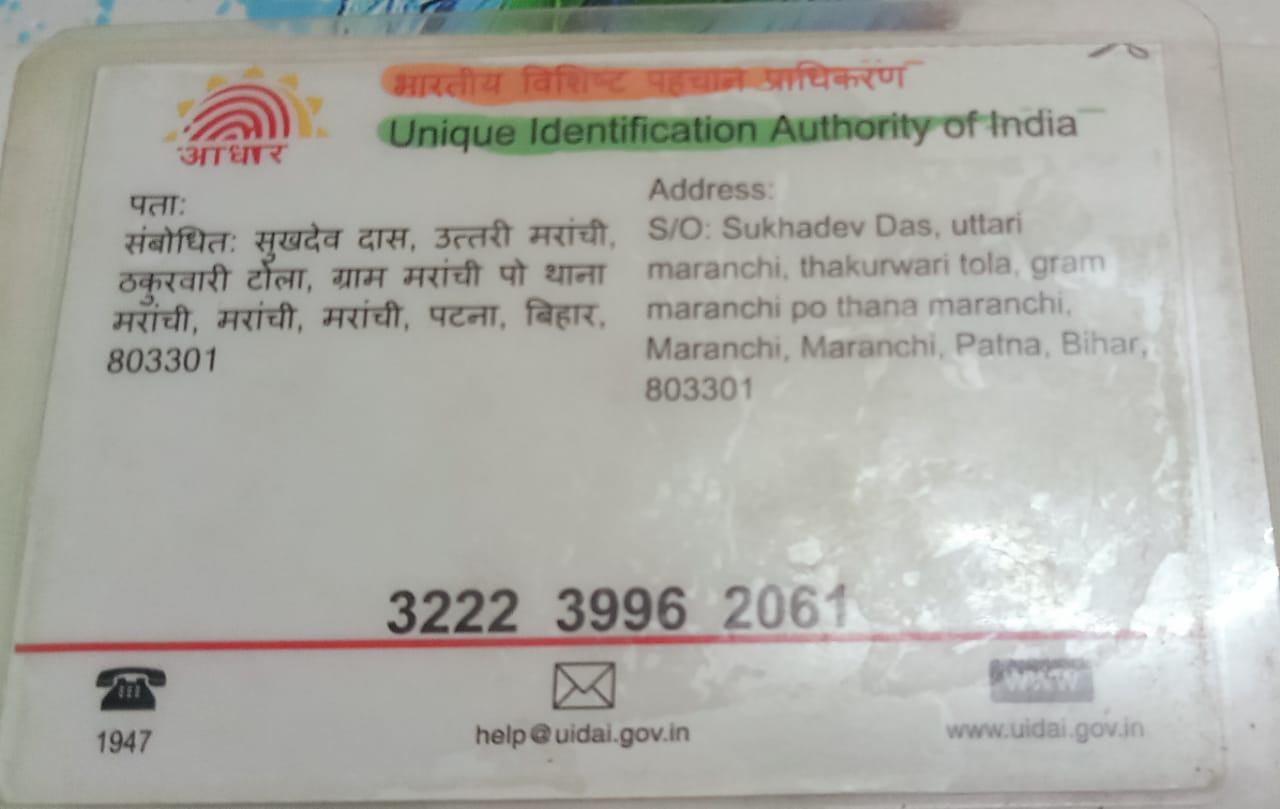 भारतीय विशिष्ट पहचान प्राधिकरण
Unique Identification Authority of India
आधार
पता:
संबोधित: सुखदेव दास, उत्तरी मरांची,
ठकुरवारी टोला, ग्राम मरांची पो थाना
मरांची, मरांची, मरांची, पटना, बिहार,
803301
Address:
S/O: Sukhadev Das, uttari
maranchi, thakurwari tola, gram
maranchi po thana maranchi,
Maranchi, Maranchi, Patna, Bihar,
803301
3222 3996 2061
1947
help@uidai.gov.in
WWW
www.uidai.gov.in